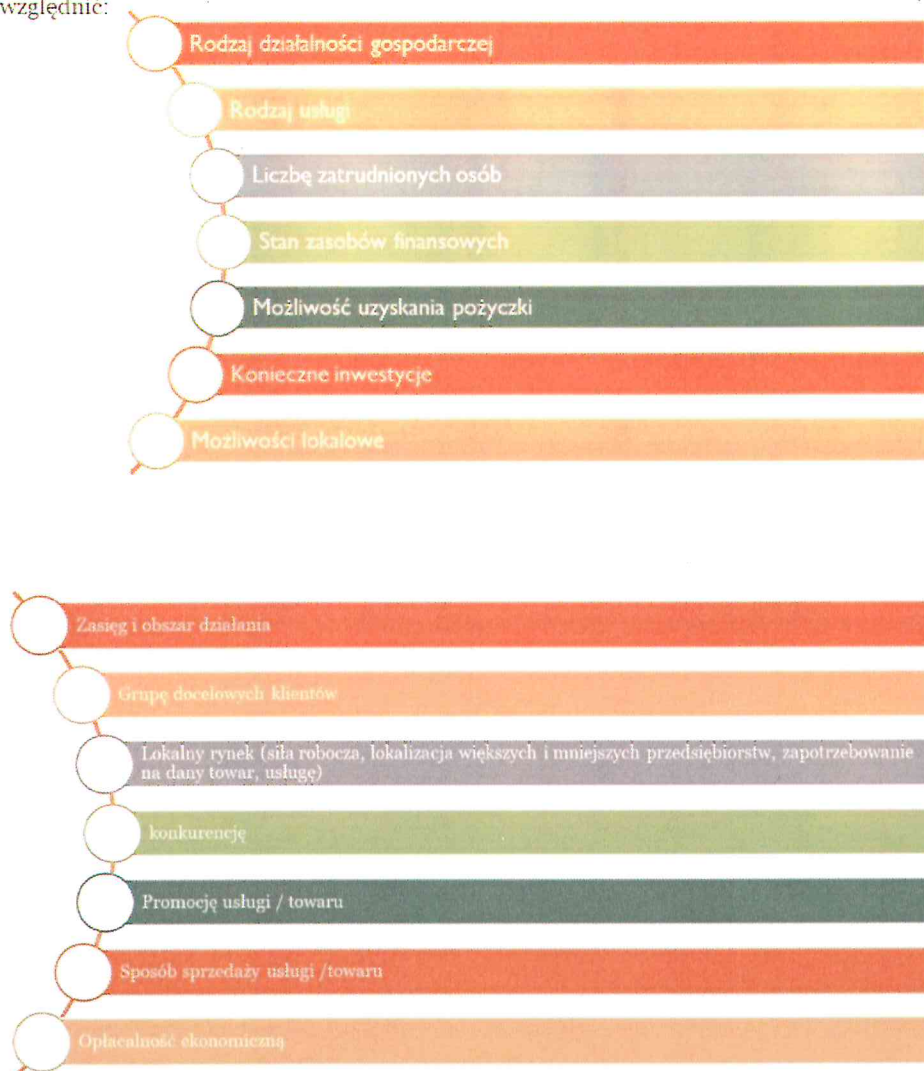 względnić:
Rodzaj działalności gospodarczej
Rodzaj usługi
Liczbę zatrudnionych osób
Stan zasobów finansowych
Możliwość uzyskania pożyczki
Konieczne inwestycje
Możliwości lokalowe
Zasięg i obszar działania
Grupę docelowych klientów
Lokalny rynek (siła robocza, lokalizacja większych i mniejszych przedsiębiorstw, zapotrzebowanie
na dany towar, usługę)
konkurencję
Promocję usługi / towaru
Sposób sprzedaży usługi /towaru
Opłacalność ekonomiczną